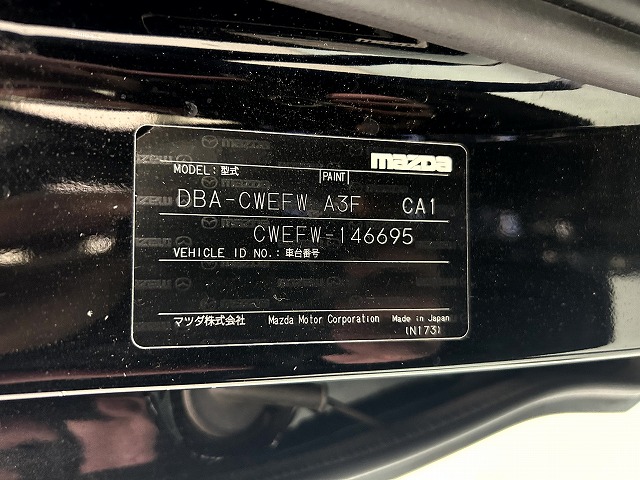 mazda
MODEL:型式 PAINT
DBA-CWEFW A3F CA1
CWEFW-146695
VEHICLE ID NO.:車台番号
マツダ株式会社 Mazda Motor Corporation Made in Japan
(N173)